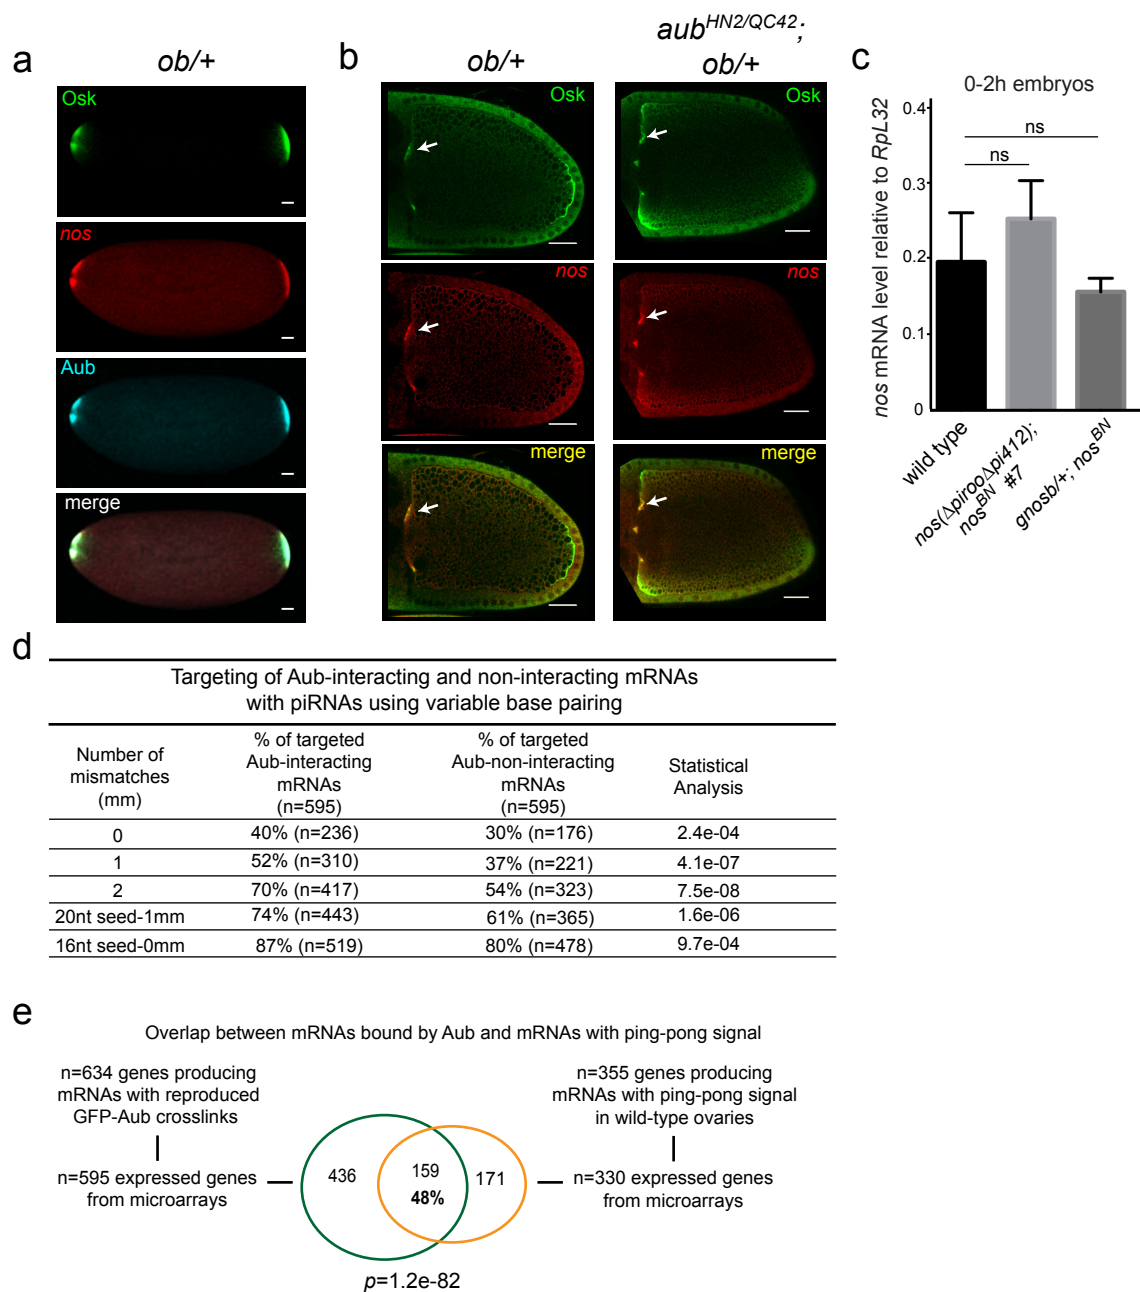 a
ob/+
Osk
nos
Aub
merge
b
ob/+
aub^HN2/QC42;
ob/+
Osk
Osk
nos
nos
merge
merge
c
0-2h embryos
nos mRNA level relative to RpL32
0.4
0.3
0.2
0.1
0
ns
ns
wild type
nos(ΔpirooΔpi412);
nos^BN #7
gnosb/+; nos^BN
d
Targeting of Aub-interacting and non-interacting mRNAs
with piRNAs using variable base pairing
Number of
mismatches
(mm)
% of targeted
Aub-interacting
mRNAs
(n=595)
% of targeted
Aub-non-interacting
mRNAs
(n=595)
Statistical
Analysis
0 40% (n=236) 30% (n=176) 2.4e-04
1 52% (n=310) 37% (n=221) 4.1e-07
2 70% (n=417) 54% (n=323) 7.5e-08
20nt seed-1mm 74% (n=443) 61% (n=365) 1.6e-06
16nt seed-0mm 87% (n=519) 80% (n=478) 9.7e-04
e
Overlap between mRNAs bound by Aub and mRNAs with ping-pong signal
n=634 genes producing
mRNAs with reproduced
GFP-Aub crosslinks
n=595 expressed genes
from microarrays
436
159
48%
171
n=355 genes producing
mRNAs with ping-pong signal
in wild-type ovaries
n=330 expressed genes
from microarrays
p=1.2e-82